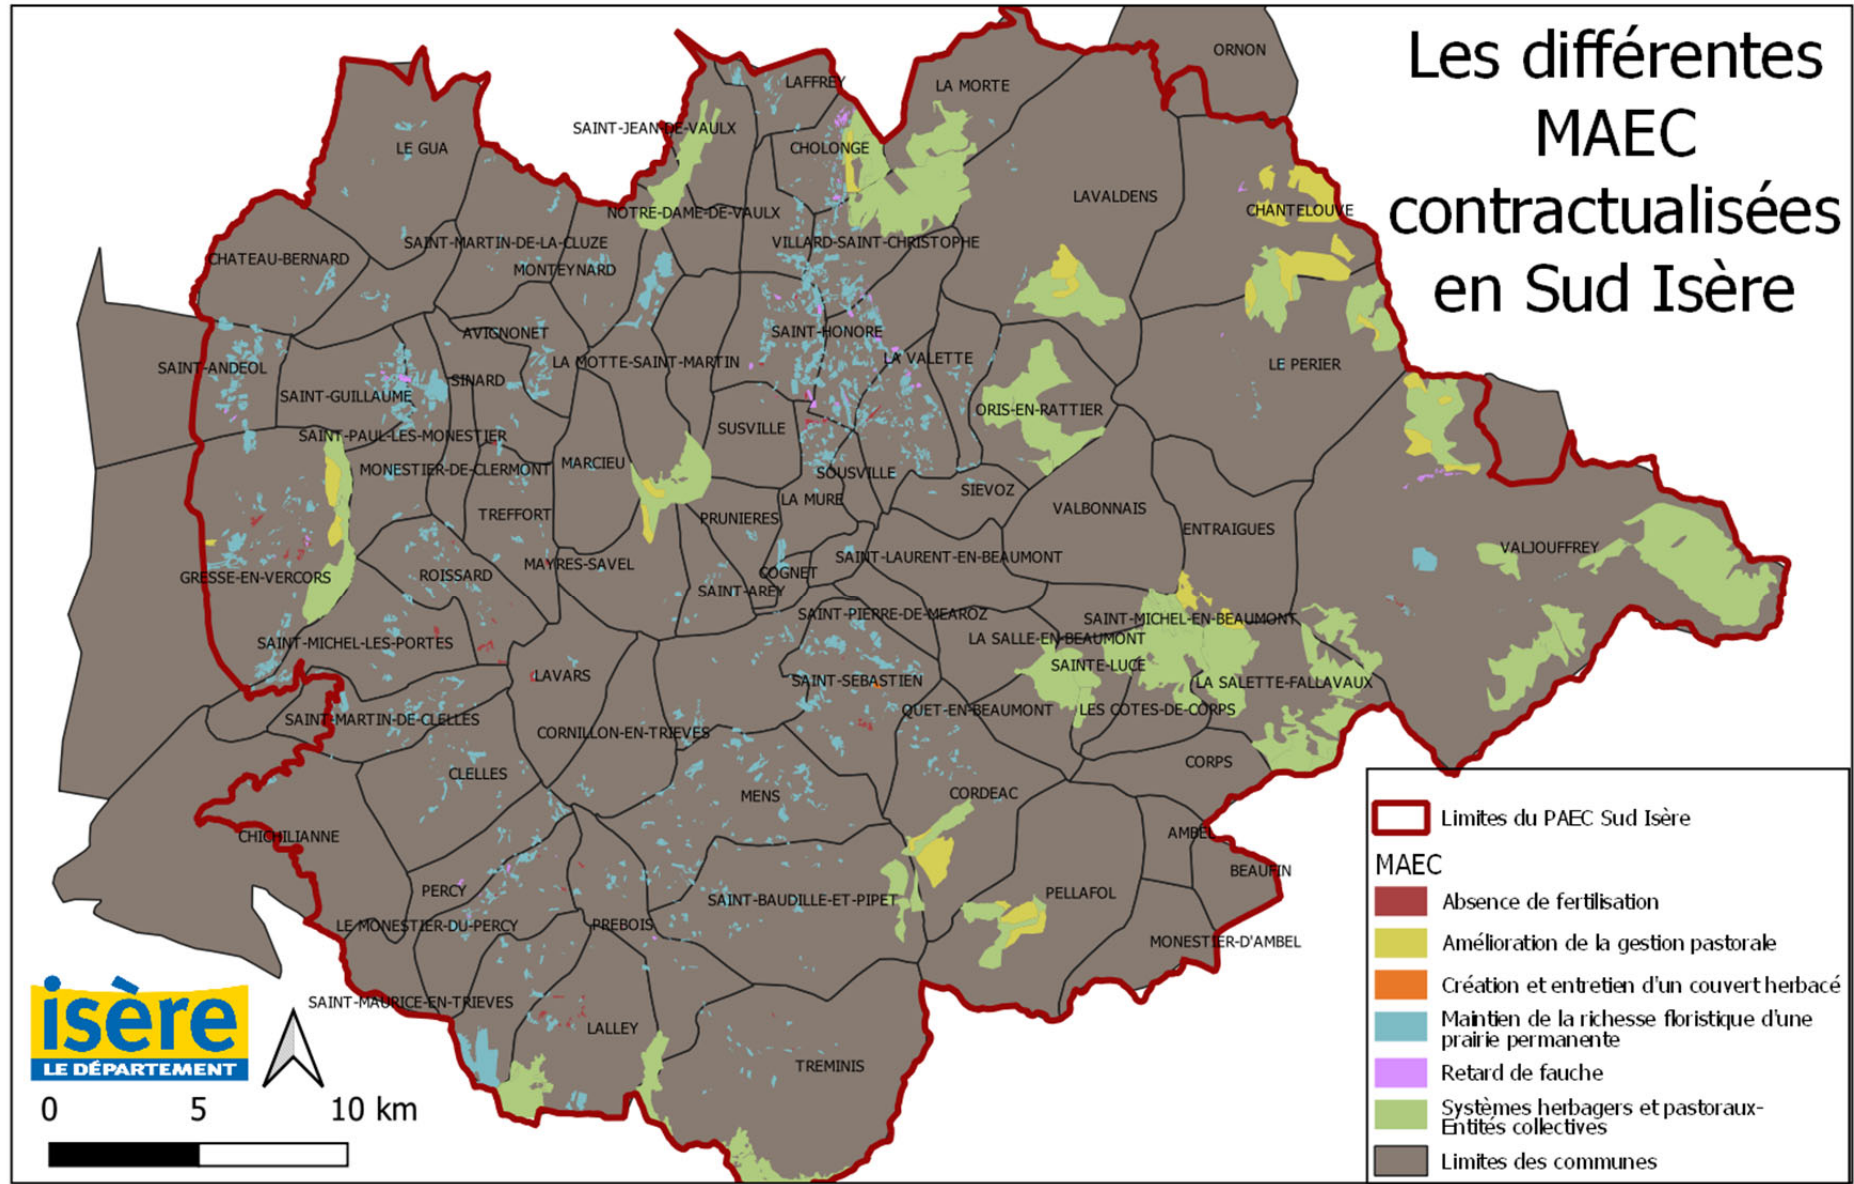 Les différentes
MAEC
contractualisées
en Sud Isère
ORNON
LAFFREY
LA MORTE
SAINT-JEAN-DE-VAULX
LE GUA
CHOLONGE
LAVALDENS
NOTRE-DAME-DE-VAULX
CHANTELOUVE
SAINT-MARTIN-DE-LA-CLUZE
VILLARD-SAINT-CHRISTOPHE
CHATEAU-BERNARD
MONTEYNARD
AVIGNONET
SAINT-HONORE
LA MOTTE-SAINT-MARTIN
LA VALETTE
LE PERIER
SAINT-ANDEOL
SINARD
SAINT-GUILLAUME
ORIS-EN-RATTIER
SUSVILLE
SAINT-PAUL-LES-MONESTIER
MONESTIER-DE-CLERMONT
MARCIEU
SOUSVILLE
SIEVOZ
LA MURE
VALBONNAIS
TREFFORT
PRUNIERES
ENTRAIGUES
VALJOUFFREY
SAINT-LAURENT-EN-BEAUMONT
MAYRES-SAVEL
COGNET
GRESSE-EN-VERCORS
ROISSARD
SAINT-AREY
SAINT-PIERRE-DE-MEAROZ
SAINT-MICHEL-EN-BEAUMONT
LA SALLE-EN-BEAUMONT
SAINT-MICHEL-LES-PORTES
SAINTE-LUCE
LAVARS
SAINT-SEBASTIEN
LA SALETTE-FALLAVAUX
QUET-EN-BEAUMONT
LES COTES-DE-CORPS
SAINT-MARTIN-DE-CLELLES
CORNILLON-EN-TRIEVES
CORPS
CLELLES
MENS
CORDEAC
CHICHILIANNE
AMBEL
BEAUFIN
PERCY
SAINT-BAUDILLE-ET-PIPET
PELLAFOL
LE MONESTIER-DU-PERCY
PREBOIS
MONESTIER-D'AMBEL
SAINT-MAURICE-EN-TRIEVES
LALLEY
TREMINIS
isère
LE DÉPARTEMENT
0 5 10 km
Limites du PAEC Sud Isère
MAEC
Absence de fertilisation
Amélioration de la gestion pastorale
Création et entretien d'un couvert herbacé
Maintien de la richesse floristique d'une
prairie permanente
Retard de fauche
Systèmes herbagers et pastoraux-
Entités collectives
Limites des communes